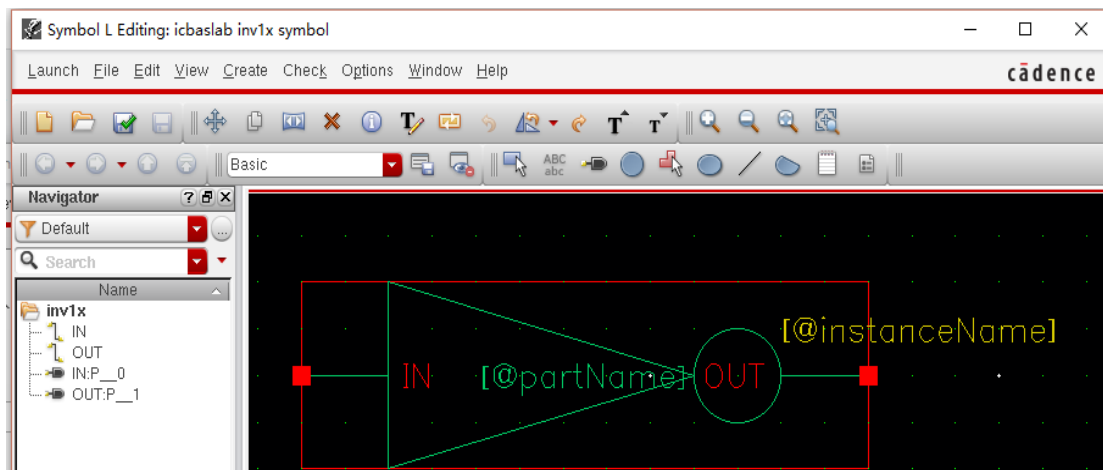 Symbol L Editing: icbaslab inv1x symbol
Launch File Edit View Create Check Options Window Help
cādence
T T T
Basic
ABC
abc
Navigator
Default
Search
Name
inv1x
IN
OUT
IN:P__0
OUT:P__1
[@instanceName]
IN [@partName] OUT